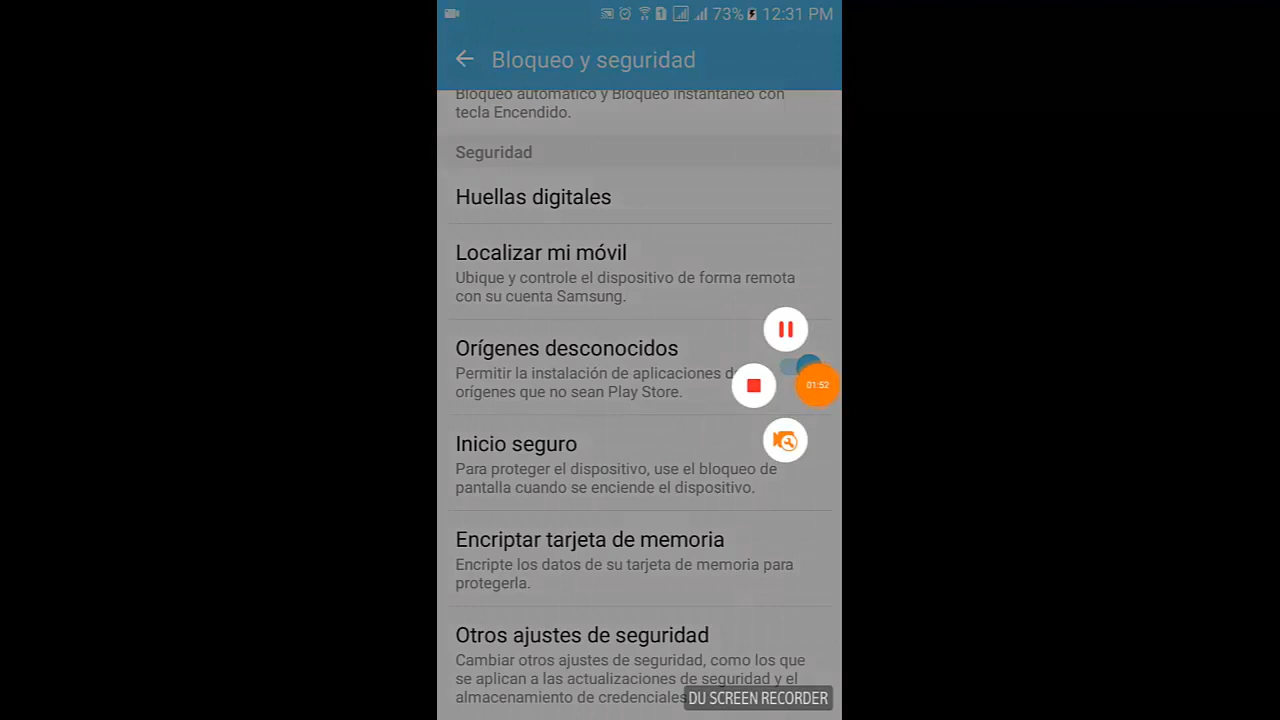 1 73% 12:31 PM
Bloqueo y seguridad
Bloqueo automático y Bloqueo instantáneo con
tecla Encendido.
Seguridad
Huellas digitales
Localizar mi móvil
Ubique y controle el dispositivo de forma remota
con su cuenta Samsung.
Orígenes desconocidos
Permitir la instalación de aplicaciones
orígenes que no sean Play Store.
01:52
Inicio seguro
Para proteger el dispositivo, use el bloqueo de
pantalla cuando se enciende el dispositivo.
Encriptar tarjeta de memoria
Encripte los datos de su tarjeta de memoria para
protegerla.
Otros ajustes de seguridad
Cambiar otros ajustes de seguridad, como los que
se aplican a las actualizaciones de seguridad y el
almacenamiento de credenciales
DU SCREEN RECORDER